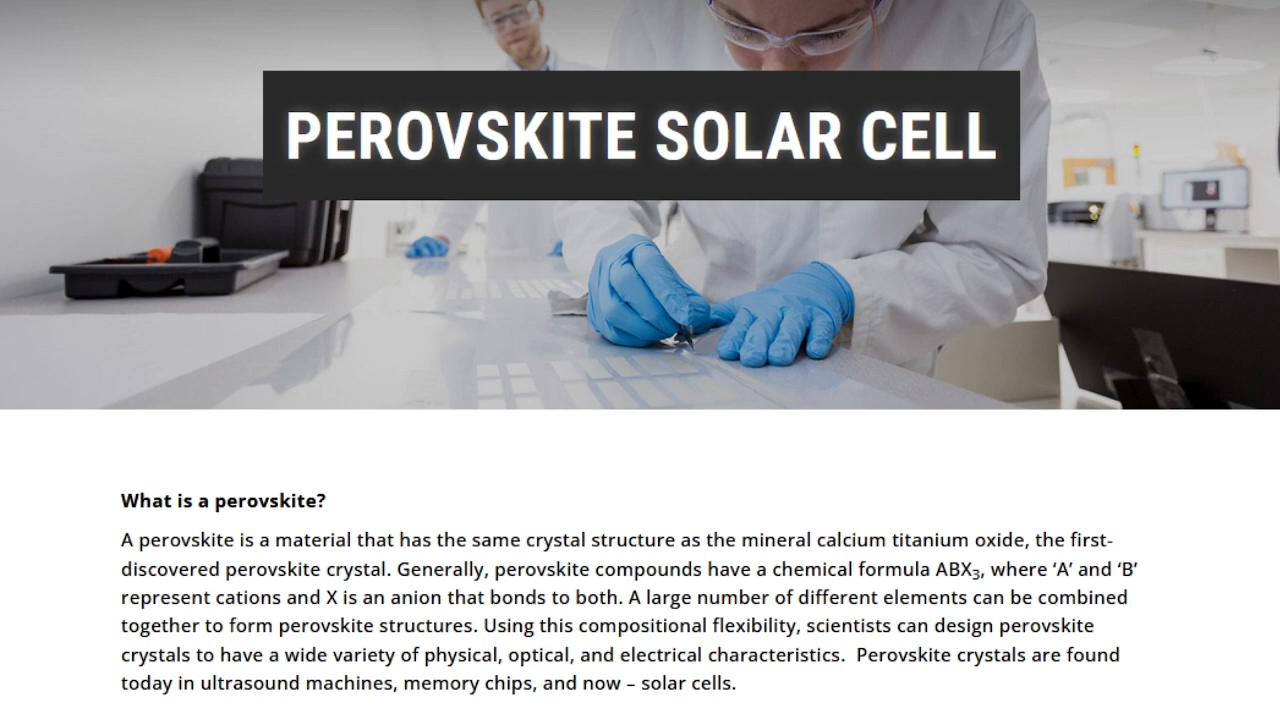 PEROVSKITE SOLAR CELL
What is a perovskite?
A perovskite is a material that has the same crystal structure as the mineral calcium titanium oxide, the first-
discovered perovskite crystal. Generally, perovskite compounds have a chemical formula ABX₃, where ‘A’ and ‘B’
represent cations and X is an anion that bonds to both. A large number of different elements can be combined
together to form perovskite structures. Using this compositional flexibility, scientists can design perovskite
crystals to have a wide variety of physical, optical, and electrical characteristics.  Perovskite crystals are found
today in ultrasound machines, memory chips, and now – solar cells.